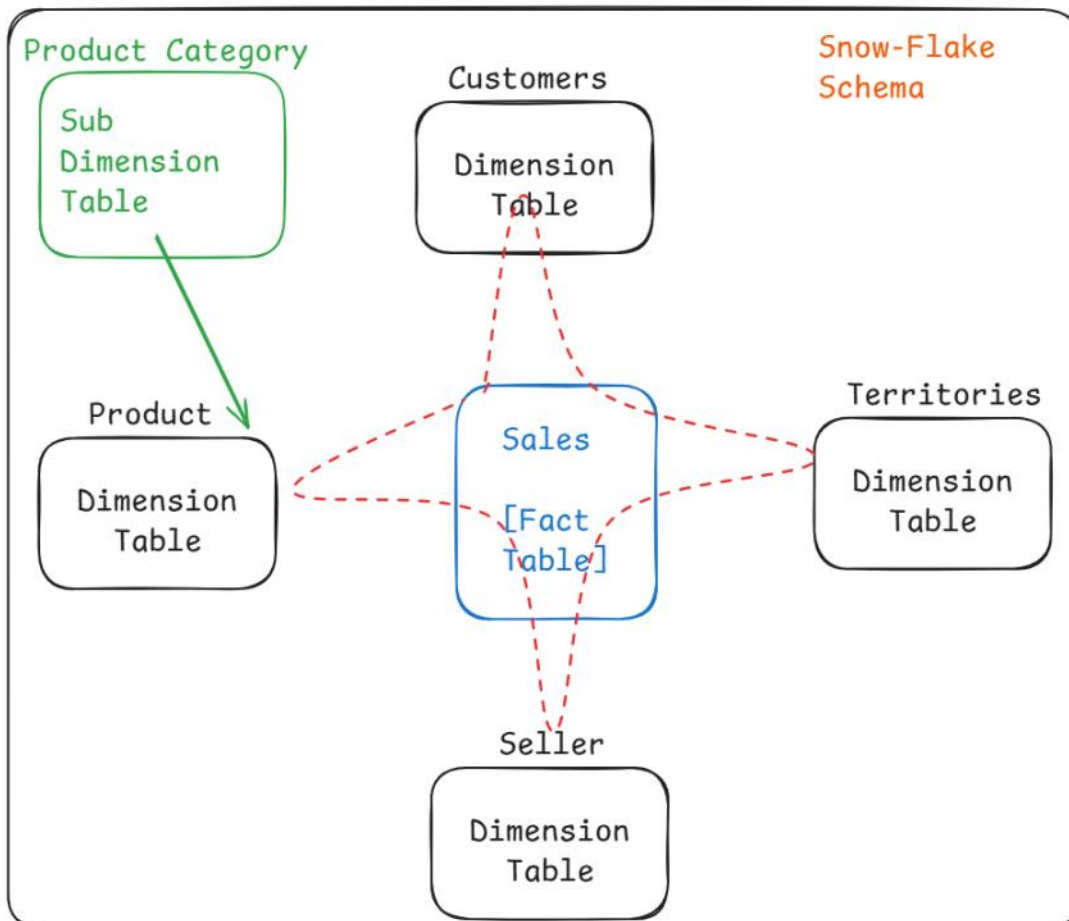 Product Category
Sub
Dimension
Table
Customers
Dimension
Table
Snow-Flake
Schema
Product
Dimension
Table
Sales
[Fact
Table]
Territories
Dimension
Table
Seller
Dimension
Table